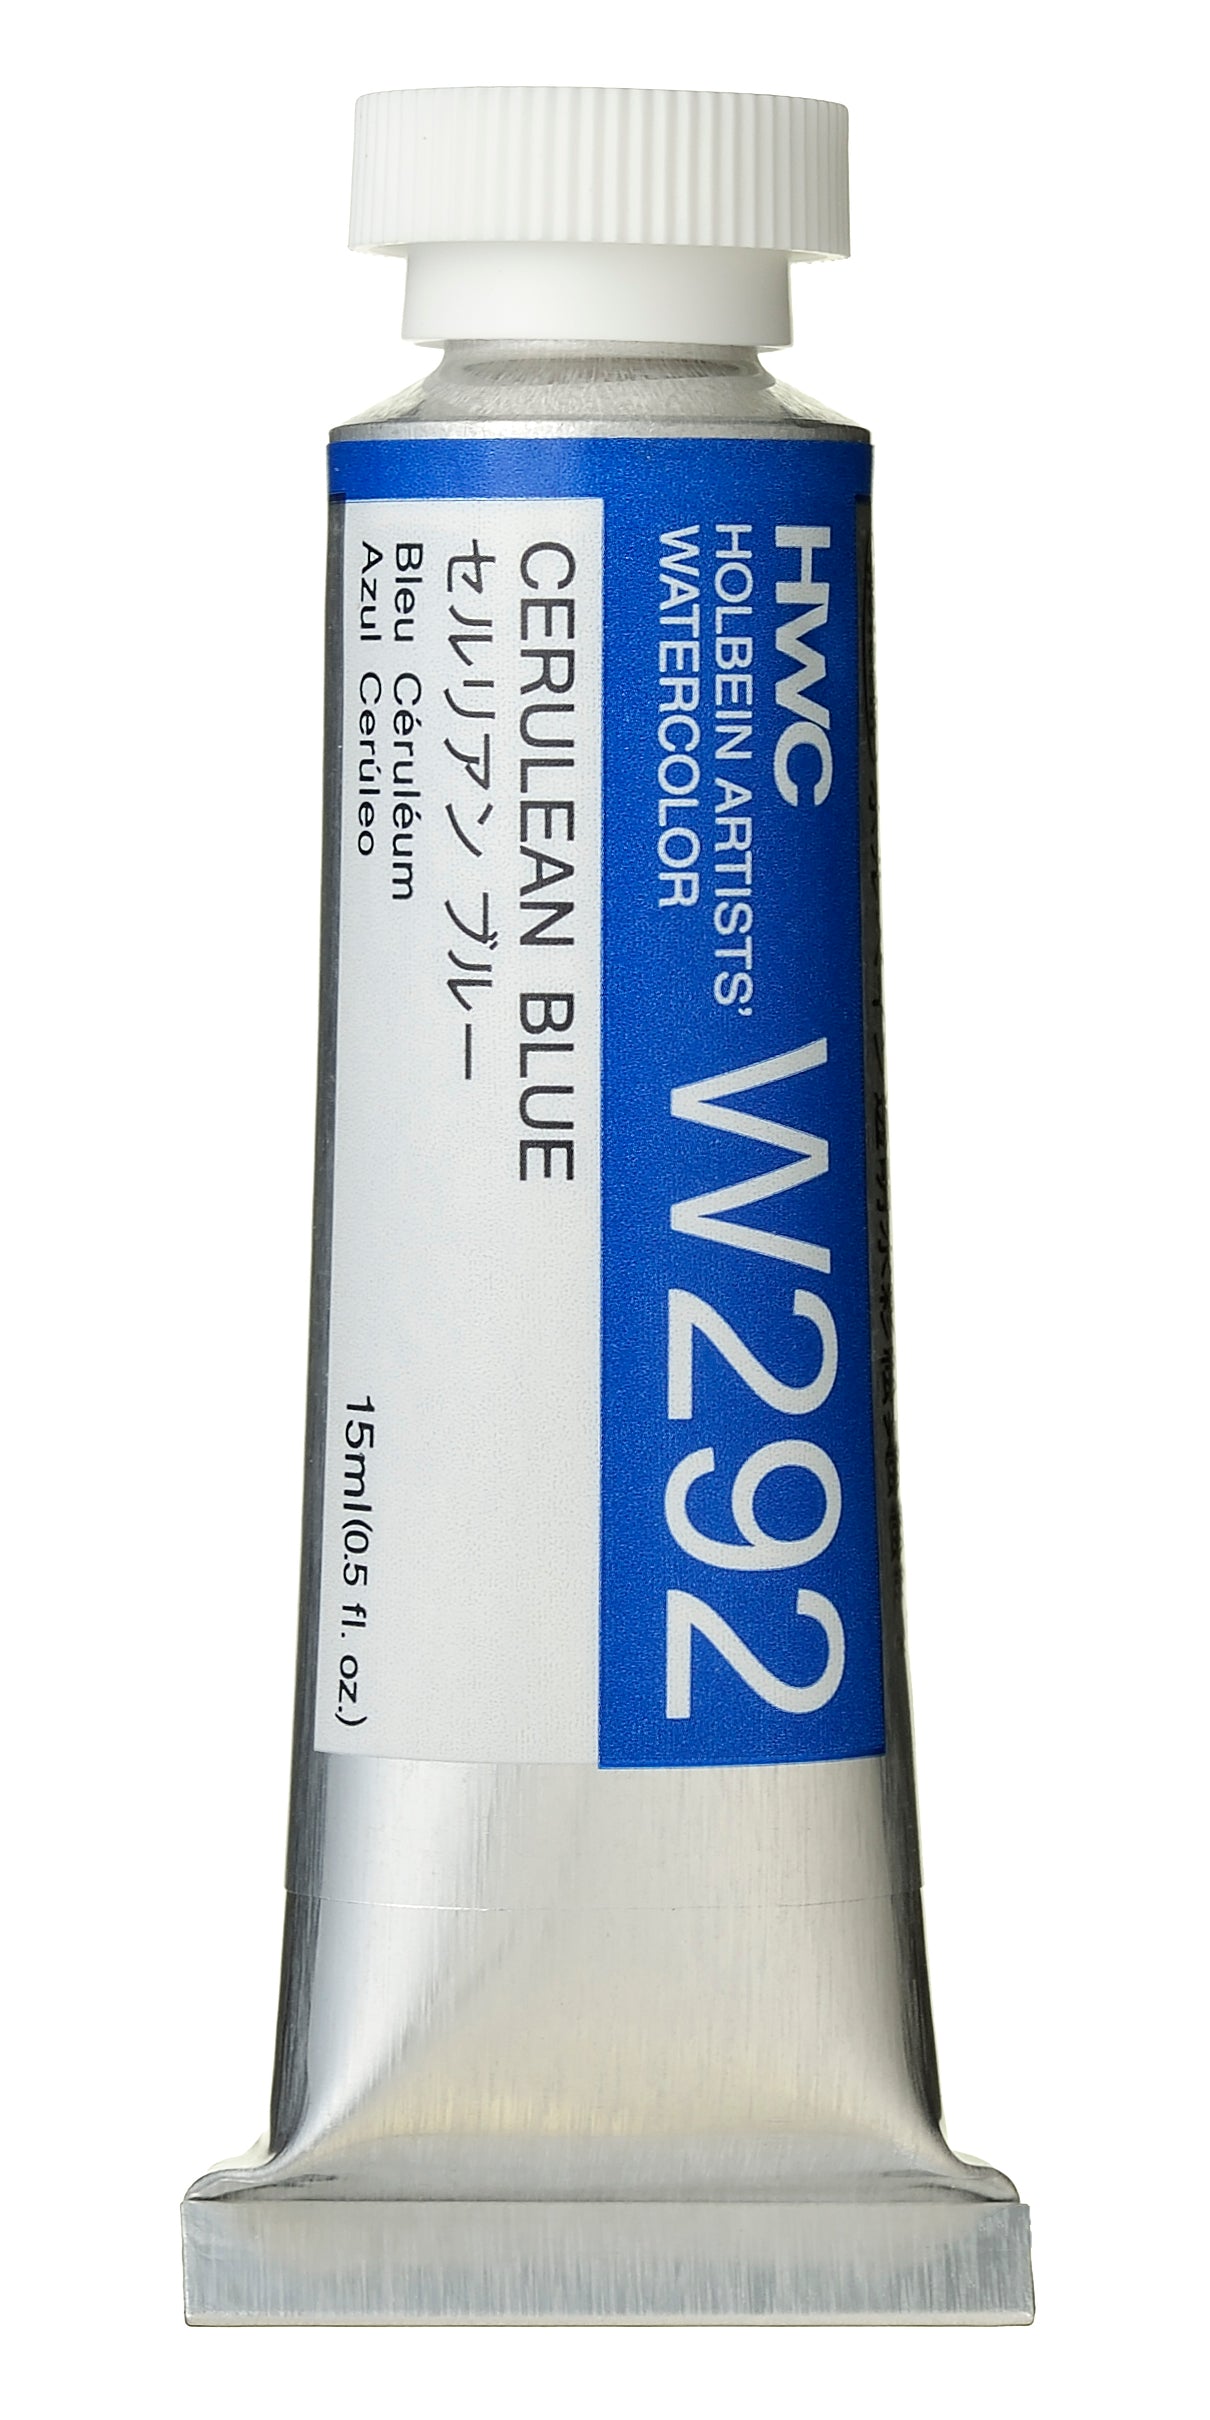 HWC
HOLBEIN ARTISTS'
WATERCOLOR
W292
CERULEAN BLUE
セルリアン ブルー
Bleu Céruléum
Azul Cerúleo
15ml(0.5 fl. oz.)